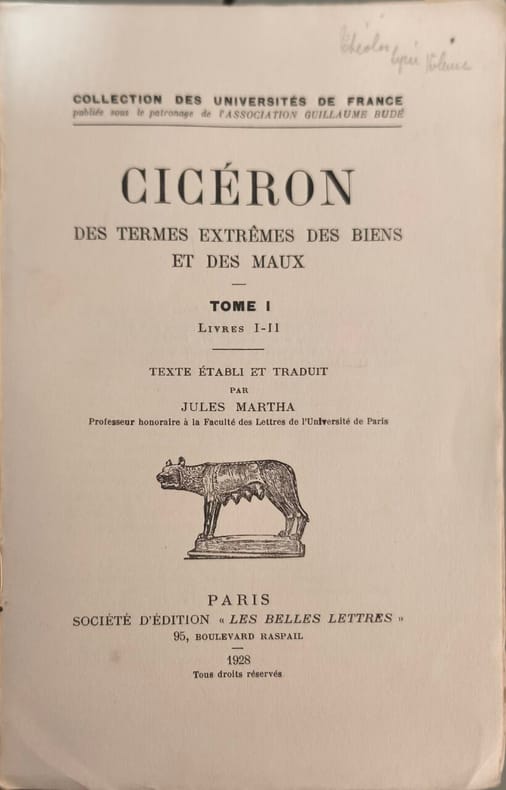 COLLECTION DES UNIVERSITÉS DE FRANCE
publiée sous le patronage de l'ASSOCIATION GUILLAUME BUDÉ
CICÉRON
DES TERMES EXTRÊMES DES BIENS
ET DES MAUX
TOME I
LIVRES I-II
TEXTE ÉTABLI ET TRADUIT
PAR
JULES MARTHA
Professeur honoraire à la Faculté des Lettres de l'Université de Paris
PARIS
SOCIÉTÉ D'ÉDITION « LES BELLES LETTRES »
95, BOULEVARD RASPAIL
1928
Tous droits réservés